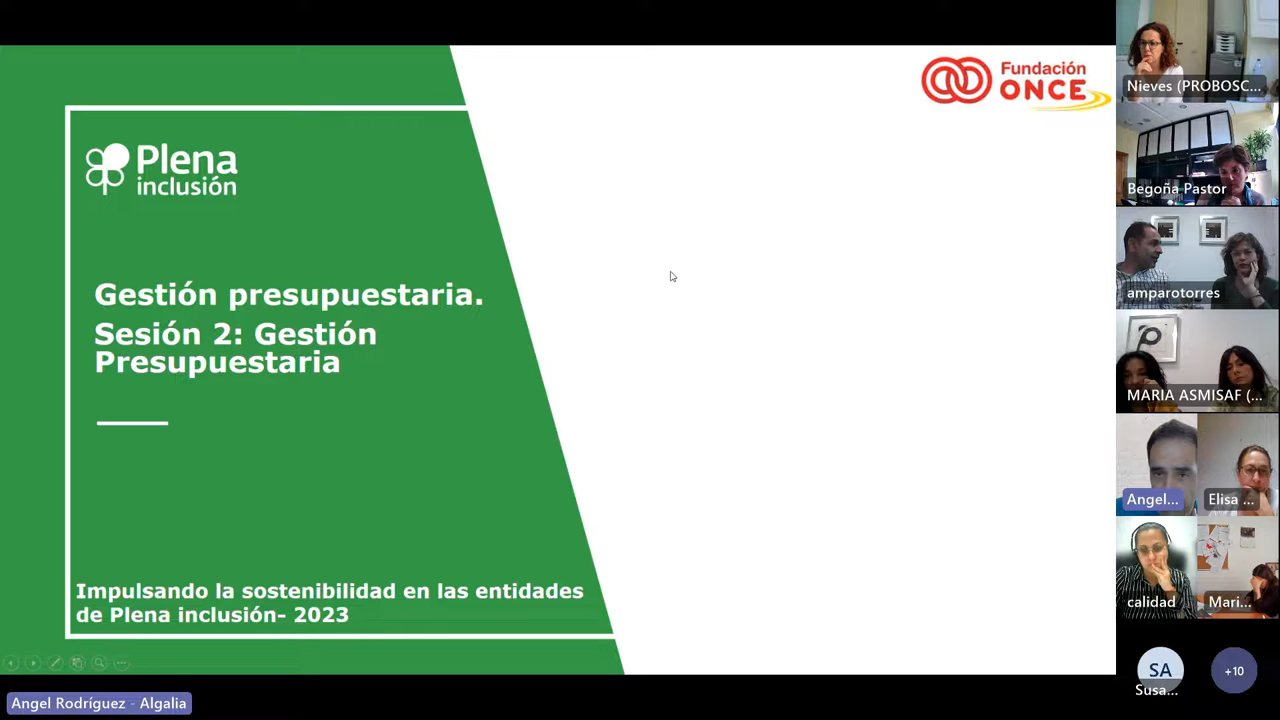 Fundación
ONCE
Plena
inclusión
Gestión presupuestaria.
Sesión 2: Gestión
Presupuestaria
Impulsando la sostenibilidad en las entidades
de Plena inclusión- 2023
Angel Rodríguez - Algalia
Nieves (PROBOSC...
Begoña Pastor
amparotorres
MARIA ASMISAF (...
Angel...
Elisa ...
calidad
Mari...
SA
Susa...
+10